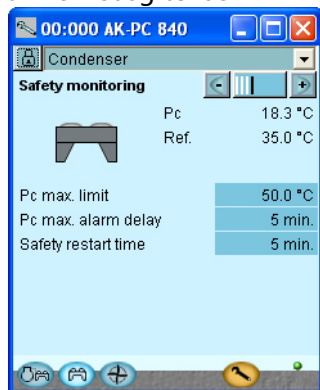 00:000 AK-PC 840
Condenser
Safety monitoring - +
Pc 18.3 °C
Ref. 35.0 °C
Pc max. limit 50.0 °C
Pc max. alarm delay 5 min.
Safety restart time 5 min.